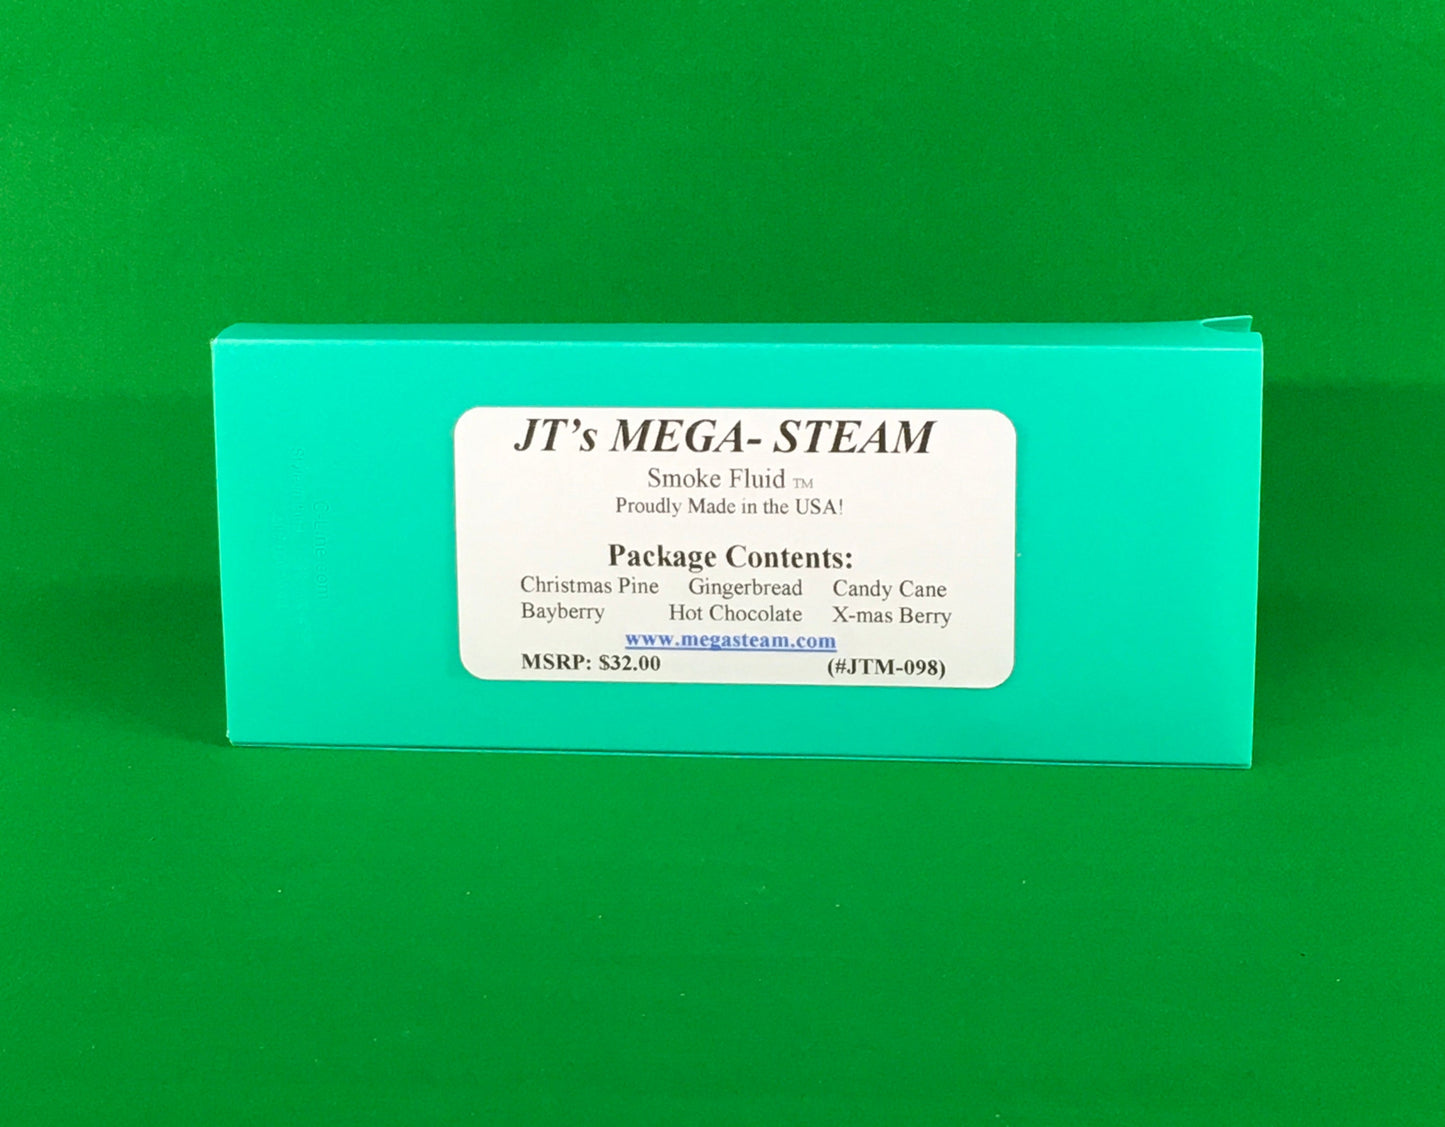 JT's MEGA- STEAM
Smoke Fluid TM
Proudly Made in the USA!
Package Contents:
Christmas Pine Gingerbread Candy Cane
Bayberry Hot Chocolate X-mas Berry
www.megasteam.com
MSRP: $32.00 (#JTM-098)